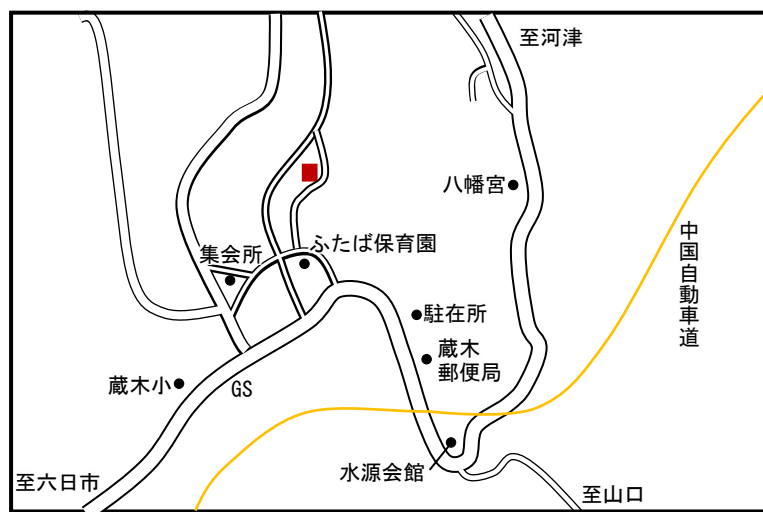 至河津
八幡宮
中国自動車道
ふたば保育園
集会所
駐在所
蔵木
郵便局
蔵木小
GS
水源会館
至六日市
至山口